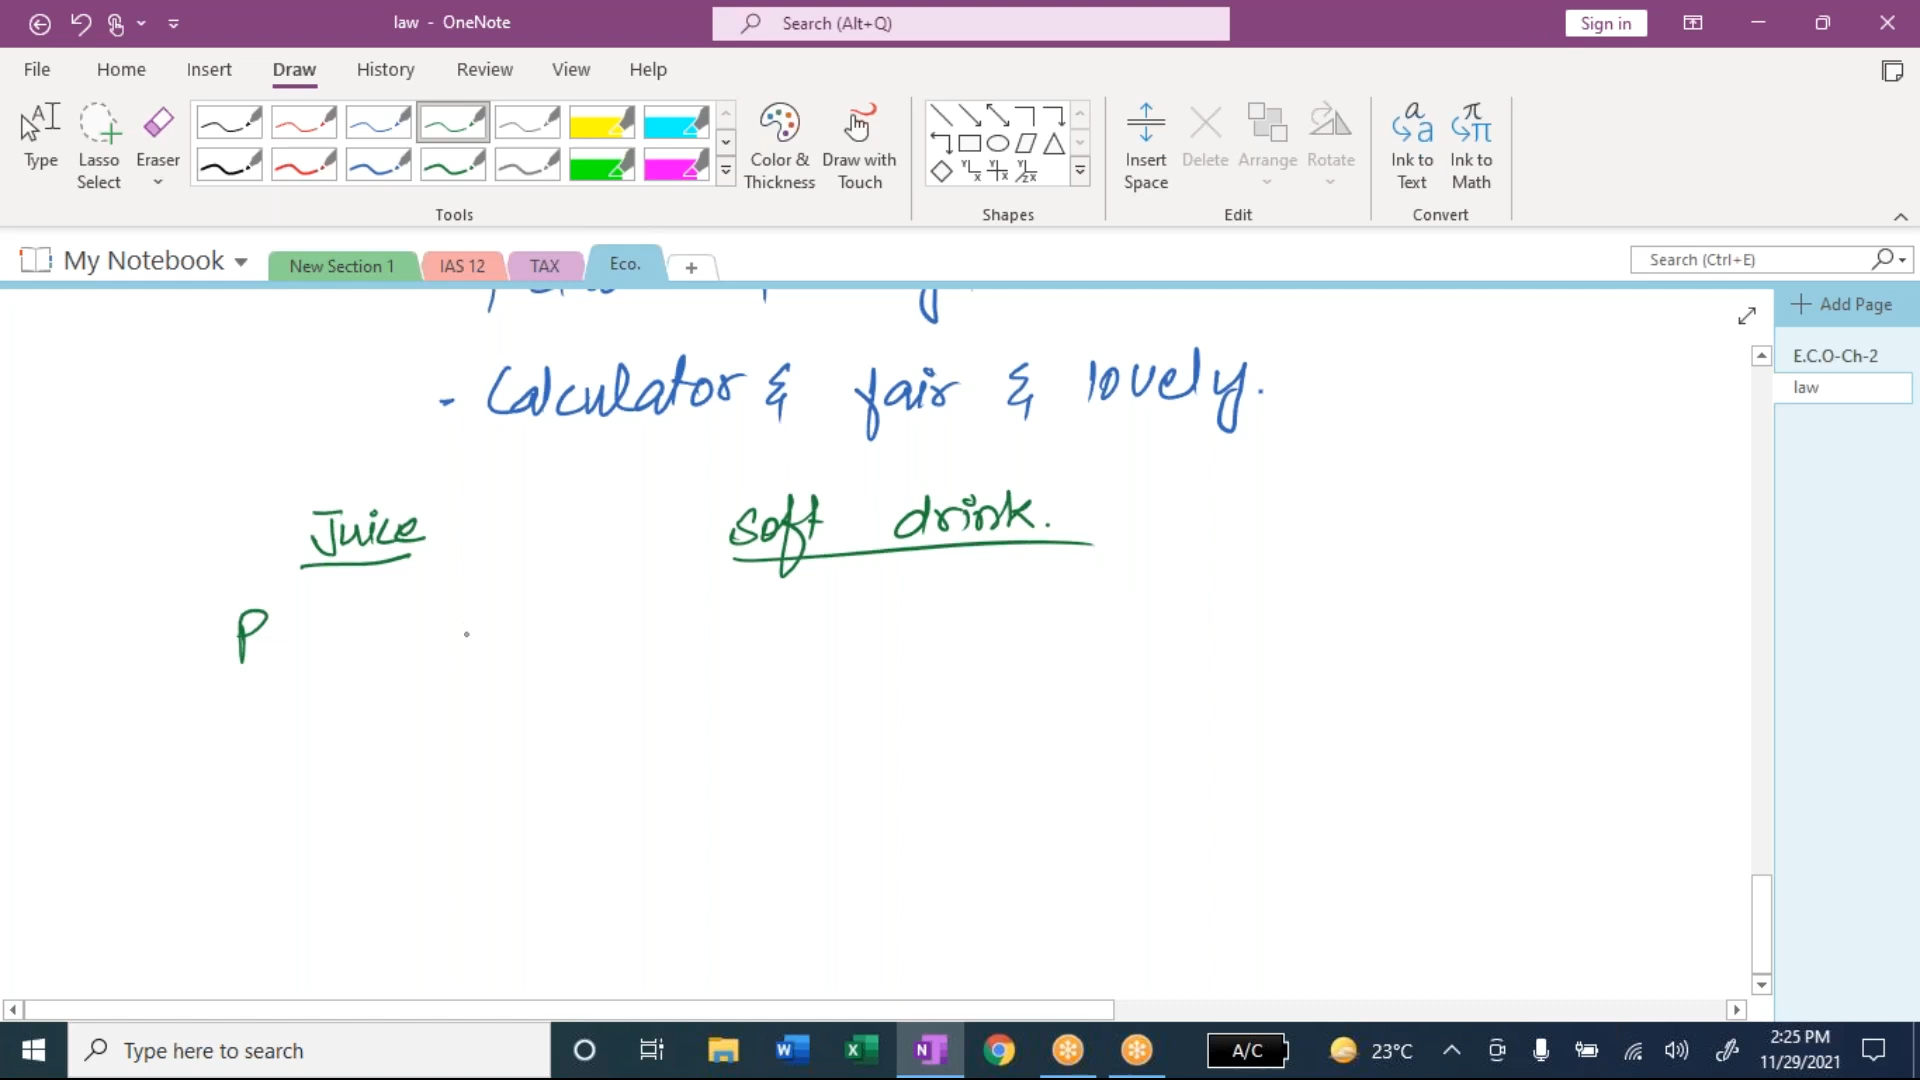 law - OneNote
Search (Alt+Q)
Sign in
File Home Insert Draw History Review View Help
Type
Lasso Select
Eraser
Color & Thickness
Draw with Touch
Insert Space
Delete
Arrange
Rotate
Ink to Text
Ink to Math
Tools
Shapes
Edit
Convert
My Notebook
New Section 1
IAS 12
TAX
Eco.
Search (Ctrl+E)
Add Page
E.C.O-Ch-2
law
- Calculator & fair & lovely.
Juice
soft drink.
P
Type here to search
A/C
23°C
2:25 PM
11/29/2021